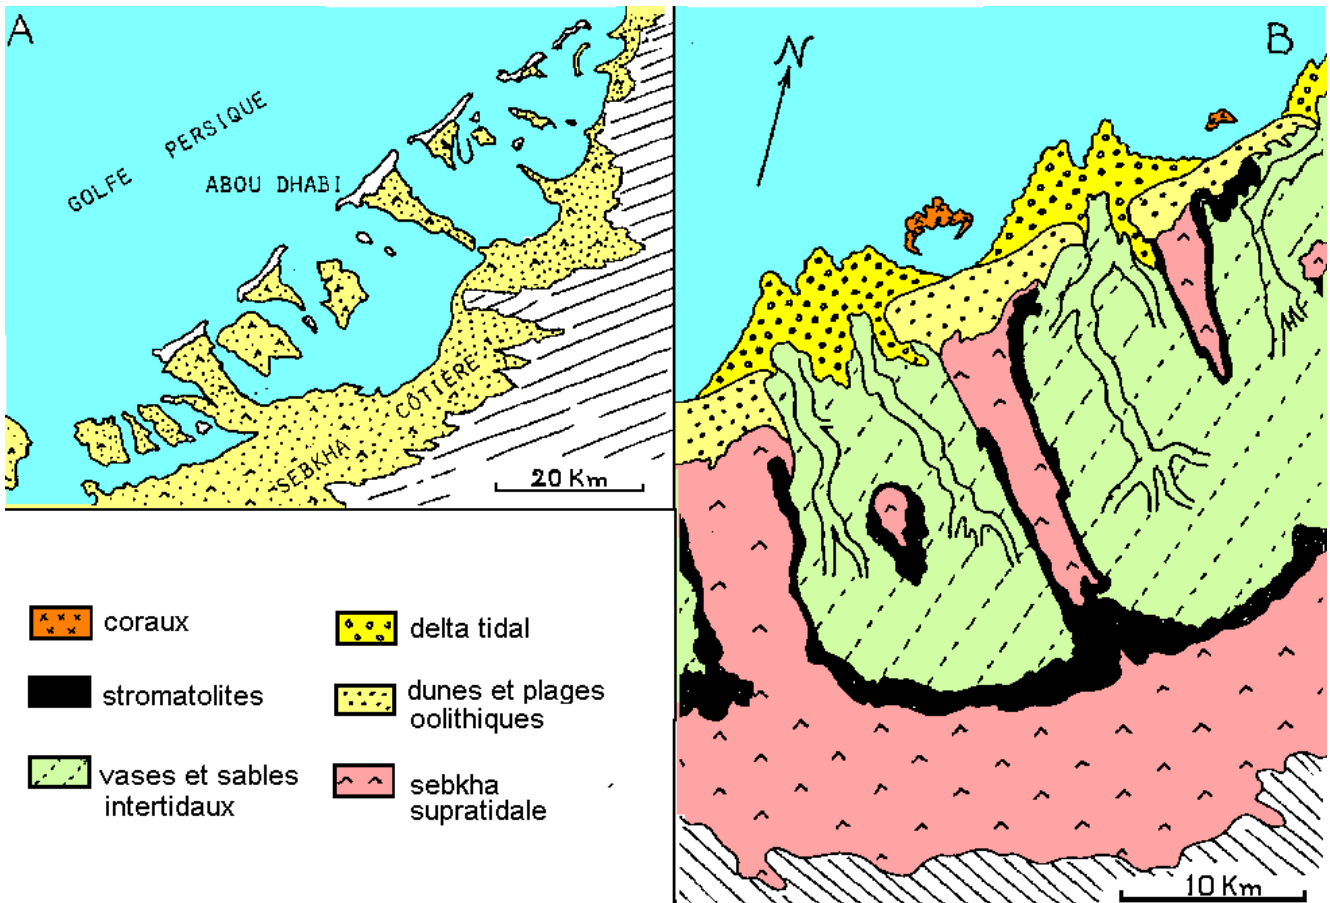 A
GOLFE PERSIQUE
ABOU DHABI
SEBKHA CÔTIÈRE
20 Km
N
B
10 Km
coraux
delta tidal
stromatolites
dunes et plages
oolithiques
vases et sables
intertidaux
sebkha
supratidale